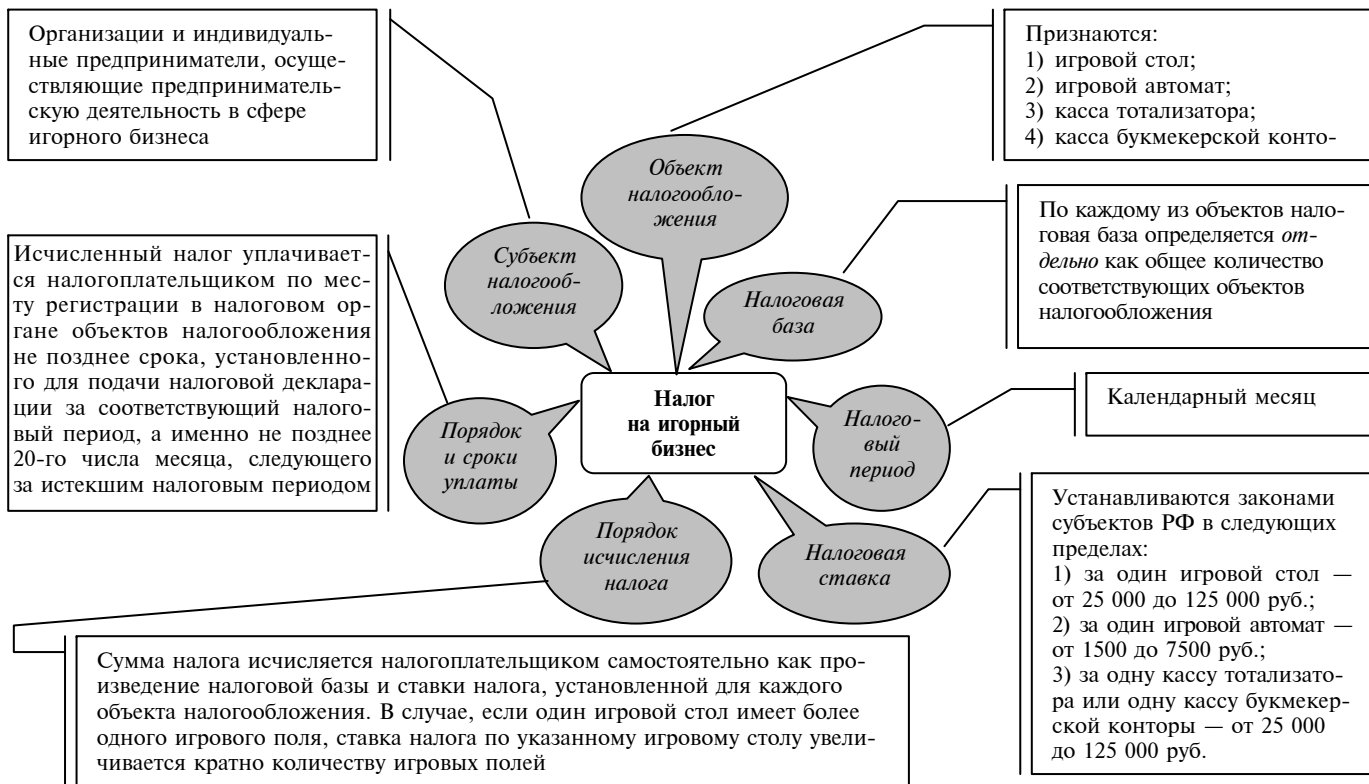 Организации и индивидуаль-
ные предприниматели, осуще-
ствляющие предприниматель-
скую деятельность в сфере
игорного бизнеса
Признаются:
1) игровой стол;
2) игровой автомат;
3) касса тотализатора;
4) касса букмекерской конто-
Объект
налогообло-
жения
Субъект
налогооб-
ложения
Налоговая
база
По каждому из объектов нало-
говая база определяется от-
дельно как общее количество
соответствующих объектов
налогообложения
Исчисленный налог уплачивает-
ся налогоплательщиком по мес-
ту регистрации в налоговом ор-
гане объектов налогообложения
не позднее срока, установленно-
го для подачи налоговой деклара-
ции за соответствующий налого-
вый период, а именно не позднее
20-го числа месяца, следующего
за истекшим налоговым периодом
Налог
на игорный
бизнес
Порядок
и сроки
уплаты
Налого-
вый
период
Календарный месяц
Порядок
исчисления
налога
Налоговая
ставка
Устанавливаются законами
субъектов РФ в следующих
пределах:
1) за один игровой стол —
от 25 000 до 125 000 руб.;
2) за один игровой автомат —
от 1500 до 7500 руб.;
3) за одну кассу тотализато-
ра или одну кассу букмекер-
ской конторы — от 25 000
до 125 000 руб.
Сумма налога исчисляется налогоплательщиком самостоятельно как про-
изведение налоговой базы и ставки налога, установленной для каждого
объекта налогообложения. В случае, если один игровой стол имеет более
одного игрового поля, ставка налога по указанному игровому столу увели-
чивается кратно количеству игровых полей